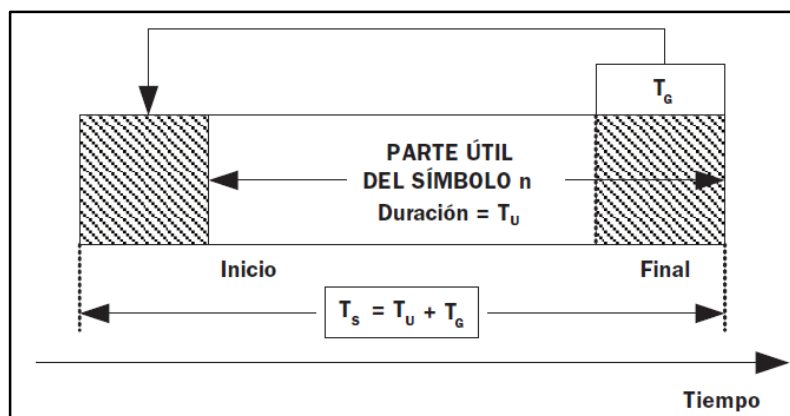 T_G
PARTE ÚTIL
DEL SÍMBOLO n
Duración = T_U
Inicio
Final
T_S = T_U + T_G
Tiempo